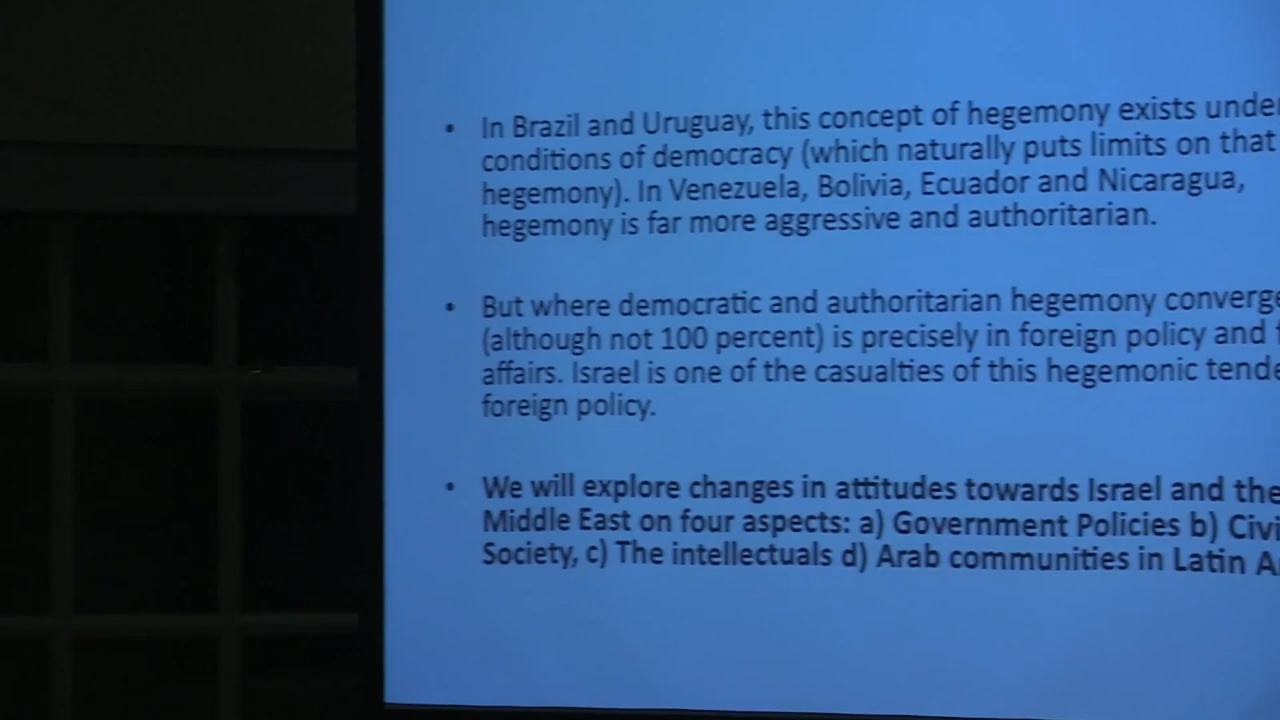 • In Brazil and Uruguay, this concept of hegemony exists
conditions of democracy (which naturally puts limits on that
hegemony). In Venezuela, Bolivia, Ecuador and Nicaragua,
hegemony is far more aggressive and authoritarian.
• But where democratic and authoritarian hegemony
(although not 100 percent) is precisely in foreign policy and
affairs. Israel is one of the casualties of this hegemonic
foreign policy.
• We will explore changes in attitudes towards Israel and the
Middle East on four aspects: a) Government Policies b)
Society, c) The intellectuals d) Arab communities in Latin